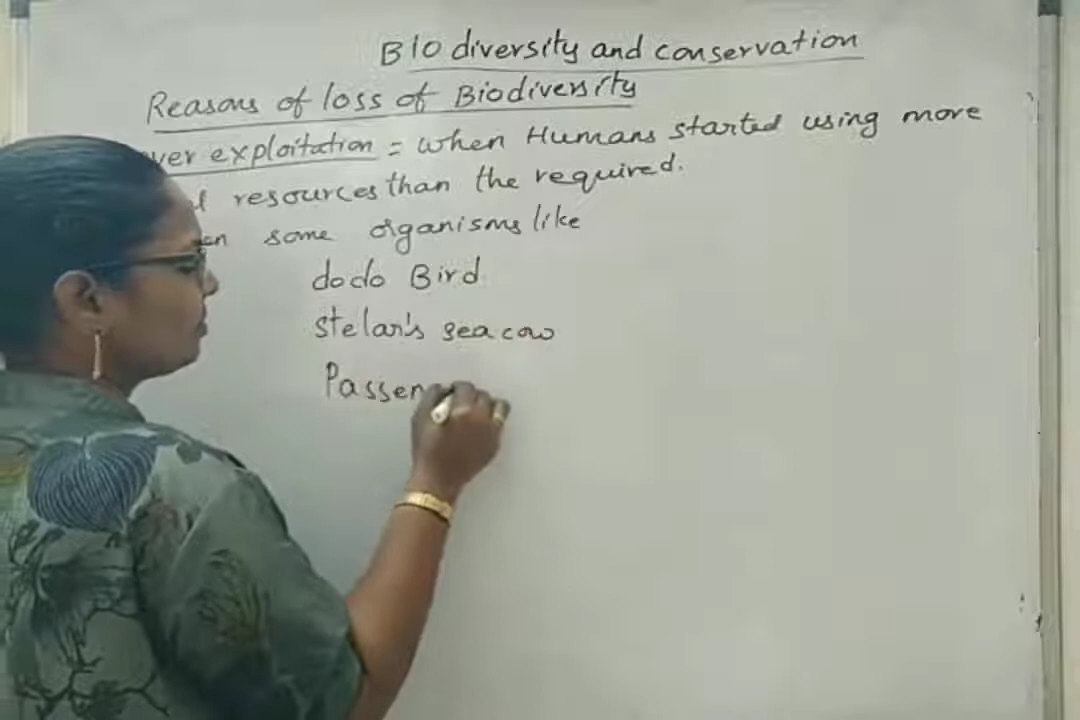 BIO diversity and conservation
Reasons of loss of Biodiversity
ver exploitation = when Humans started using more
resources than the required.
some organisms like
dodo Bird
stelar's sea cow
Passen